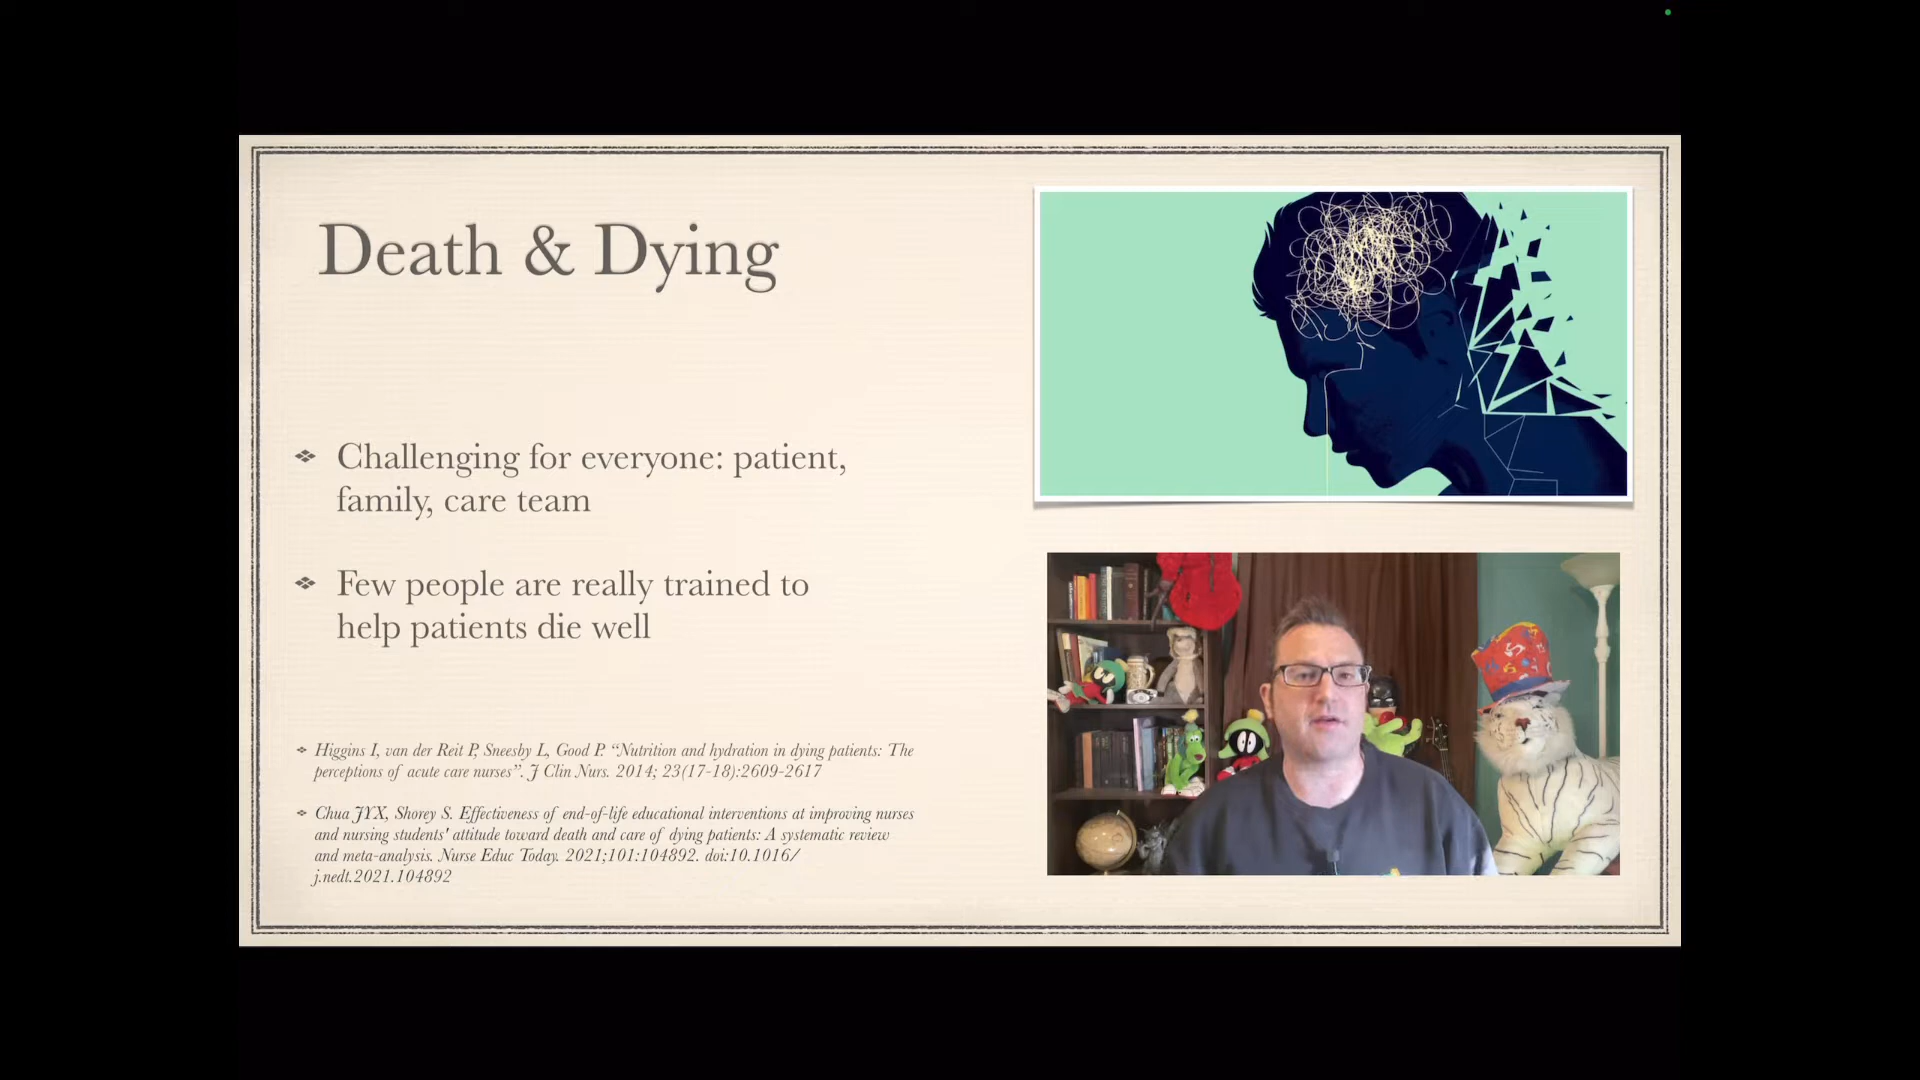 Death & Dying
Challenging for everyone: patient,
family, care team
Few people are really trained to
help patients die well
Higgins I, van der Reit P, Sneesby L, Good P. “Nutrition and hydration in dying patients: The
perceptions of acute care nurses”. J Clin Nurs. 2014; 23(17-18):2609-2617
Chua JYX, Shorey S. Effectiveness of end-of-life educational interventions at improving nurses
and nursing students' attitude toward death and care of dying patients: A systematic review
and meta-analysis. Nurse Educ Today. 2021;101:104892. doi:10.1016/
j.nedt.2021.104892